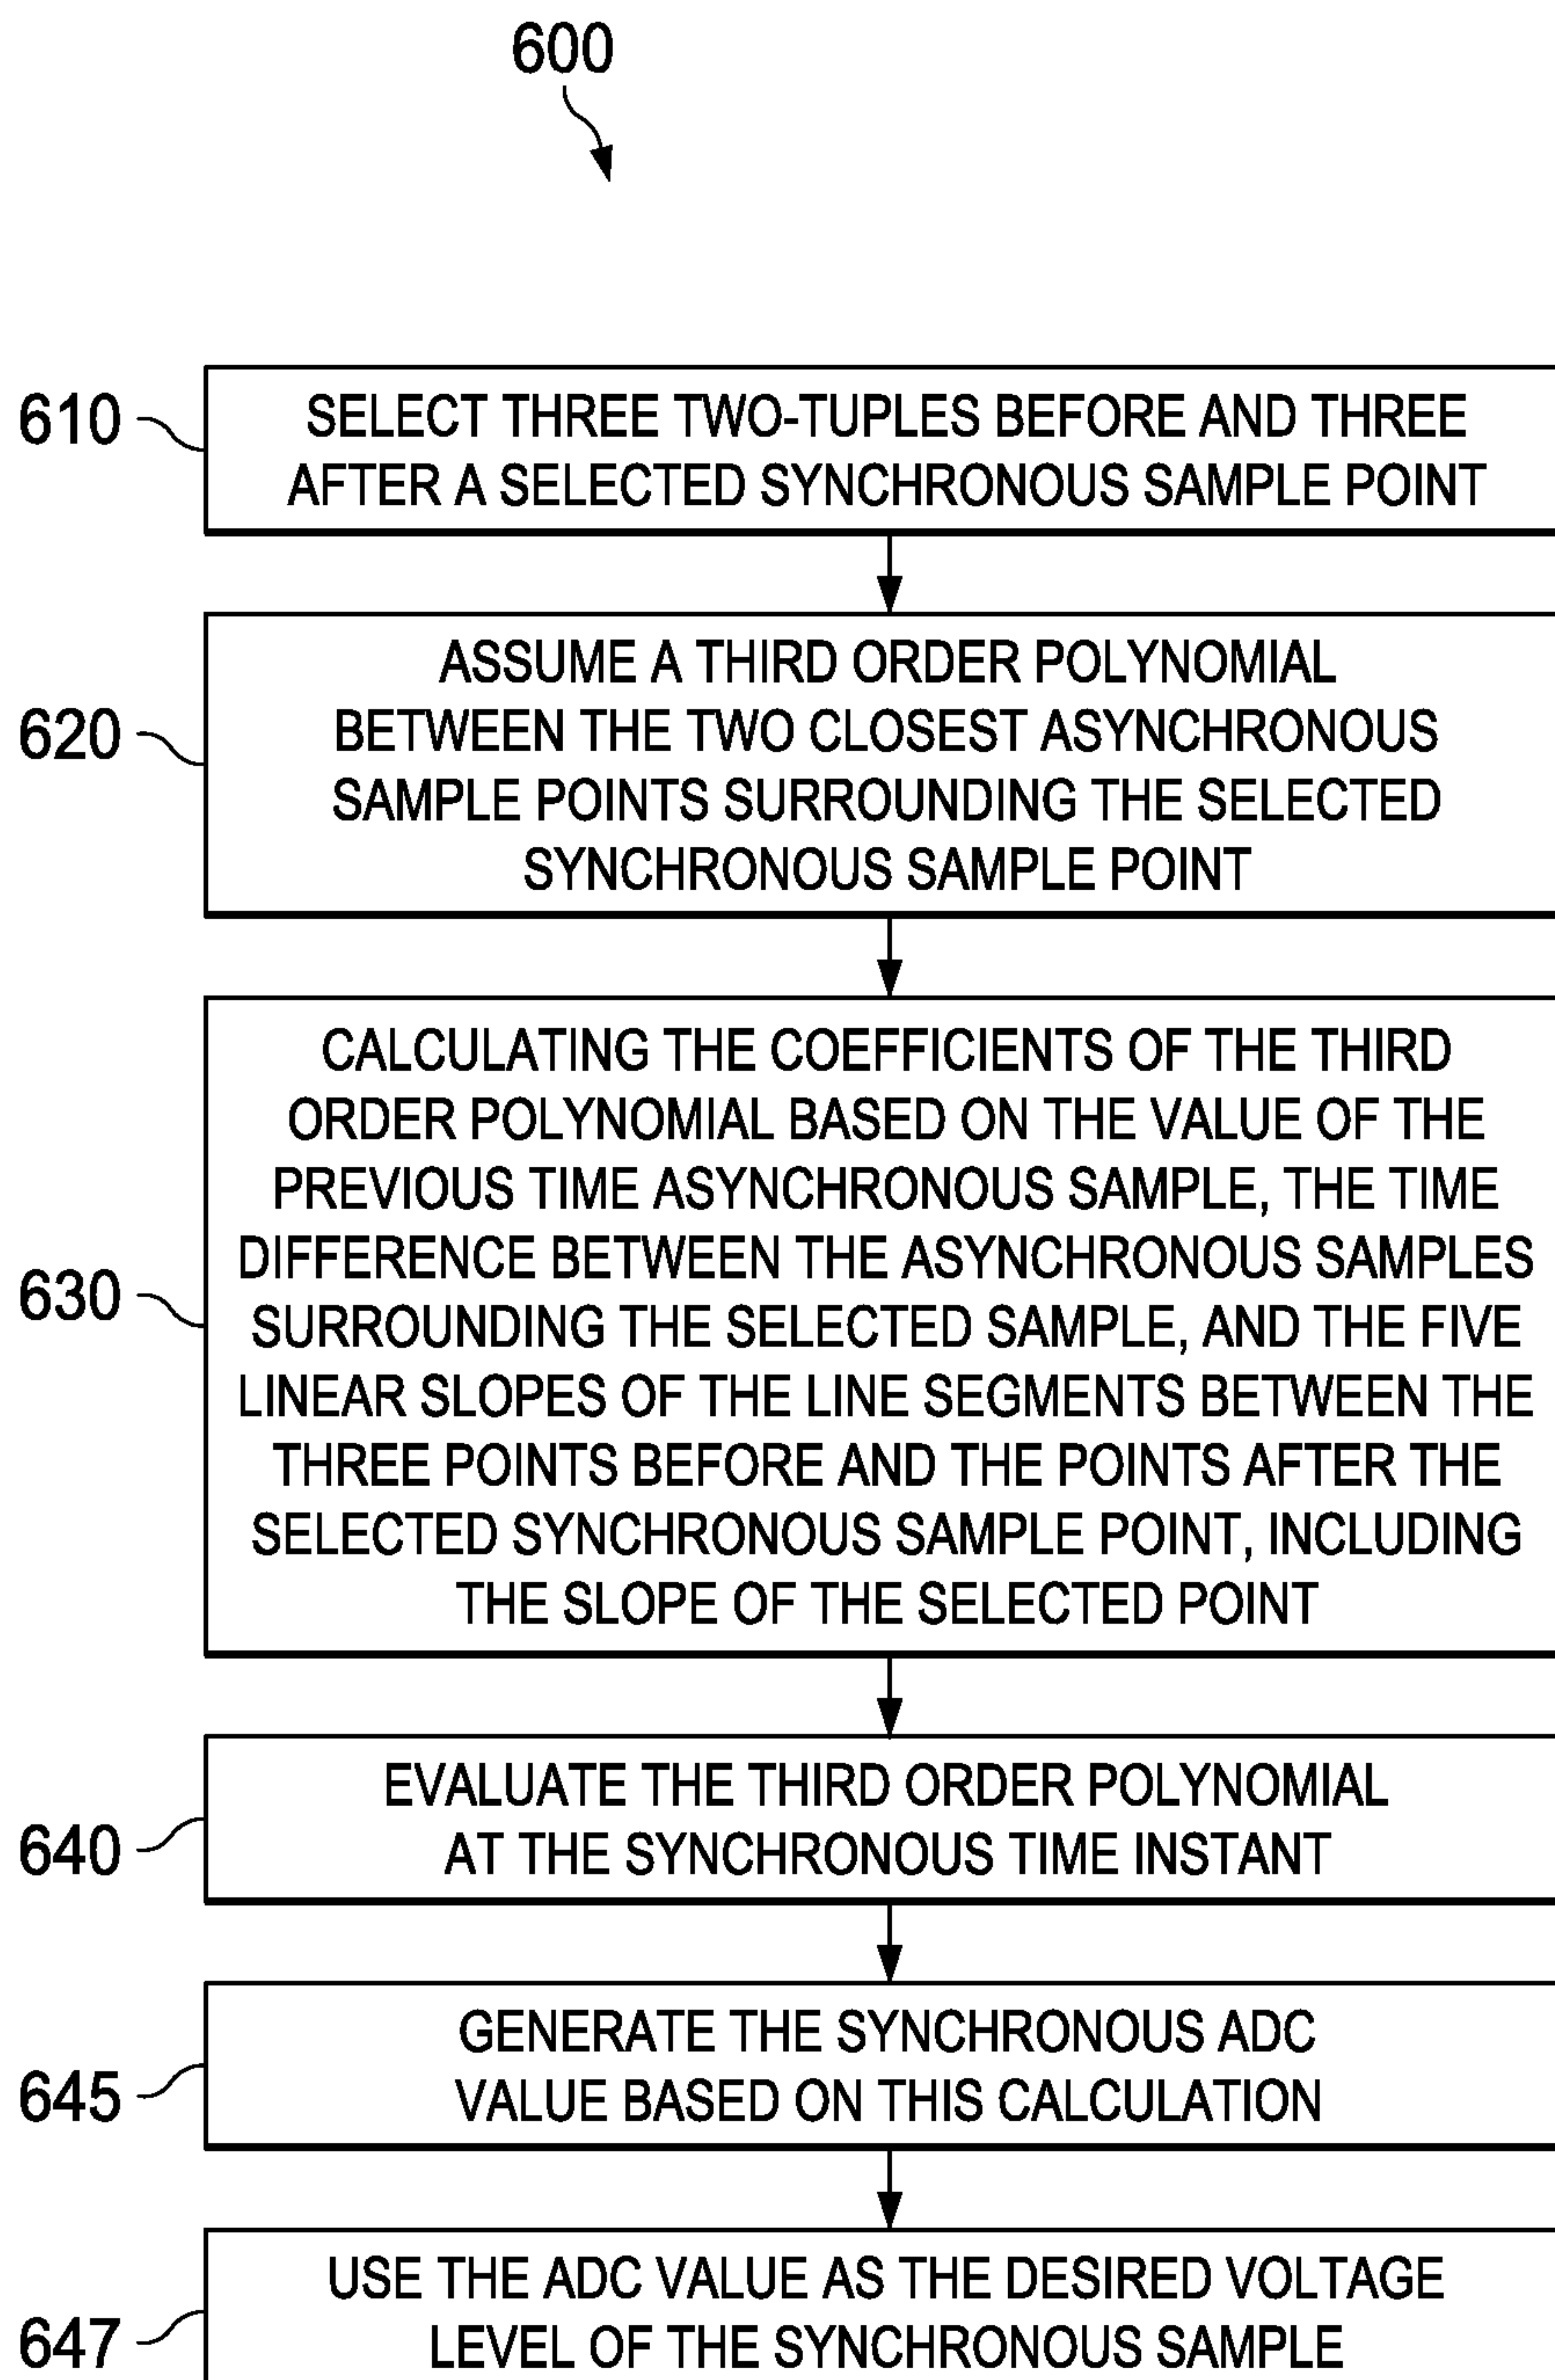 600
610
SELECT THREE TWO-TUPLES BEFORE AND THREE
AFTER A SELECTED SYNCHRONOUS SAMPLE POINT
620
ASSUME A THIRD ORDER POLYNOMIAL
BETWEEN THE TWO CLOSEST ASYNCHRONOUS
SAMPLE POINTS SURROUNDING THE SELECTED
SYNCHRONOUS SAMPLE POINT
630
CALCULATING THE COEFFICIENTS OF THE THIRD
ORDER POLYNOMIAL BASED ON THE VALUE OF THE
PREVIOUS TIME ASYNCHRONOUS SAMPLE, THE TIME
DIFFERENCE BETWEEN THE ASYNCHRONOUS SAMPLES
SURROUNDING THE SELECTED SAMPLE, AND THE FIVE
LINEAR SLOPES OF THE LINE SEGMENTS BETWEEN THE
THREE POINTS BEFORE AND THE POINTS AFTER THE
SELECTED SYNCHRONOUS SAMPLE POINT, INCLUDING
THE SLOPE OF THE SELECTED POINT
640
EVALUATE THE THIRD ORDER POLYNOMIAL
AT THE SYNCHRONOUS TIME INSTANT
645
GENERATE THE SYNCHRONOUS ADC
VALUE BASED ON THIS CALCULATION
647
USE THE ADC VALUE AS THE DESIRED VOLTAGE
LEVEL OF THE SYNCHRONOUS SAMPLE